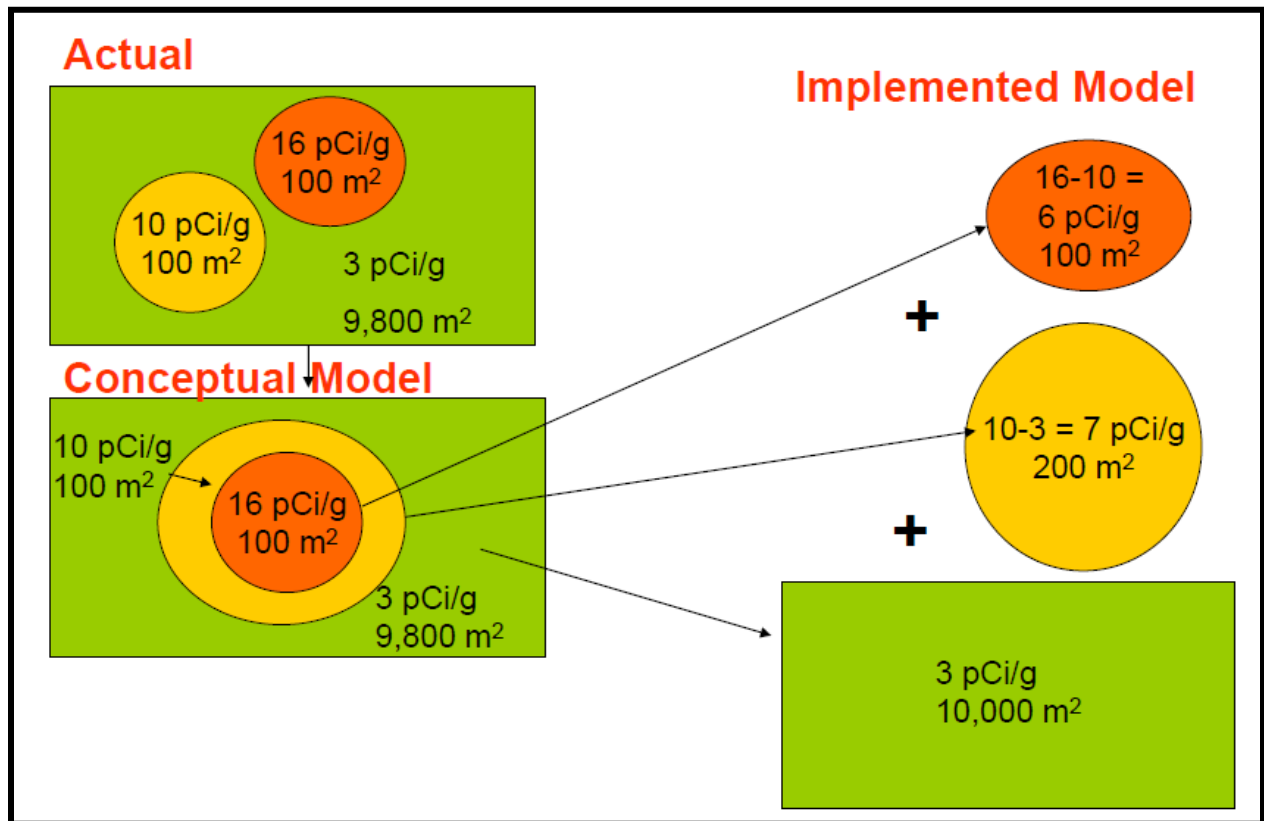 Actual
16 pCi/g
100 m²
10 pCi/g
100 m²
3 pCi/g
9,800 m²
Conceptual Model
10 pCi/g
100 m²
16 pCi/g
100 m²
3 pCi/g
9,800 m²
Implemented Model
16-10 =
6 pCi/g
100 m²
+
10-3 = 7 pCi/g
200 m²
+
3 pCi/g
10,000 m²